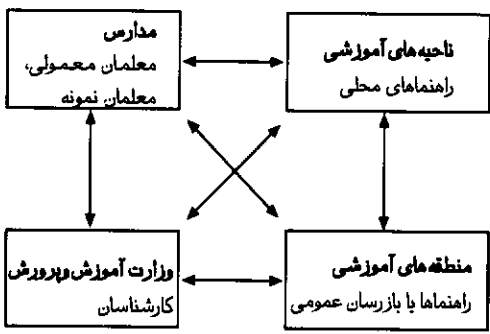 ناحیه‌های آموزشی
راهنماهای محلی
مدارس
معلمان معمولی،
معلمان نمونه
منطقه‌های آموزشی
راهنماها یا بازرسان عمومی
وزارت آموزش و پرورش
کارشناسان